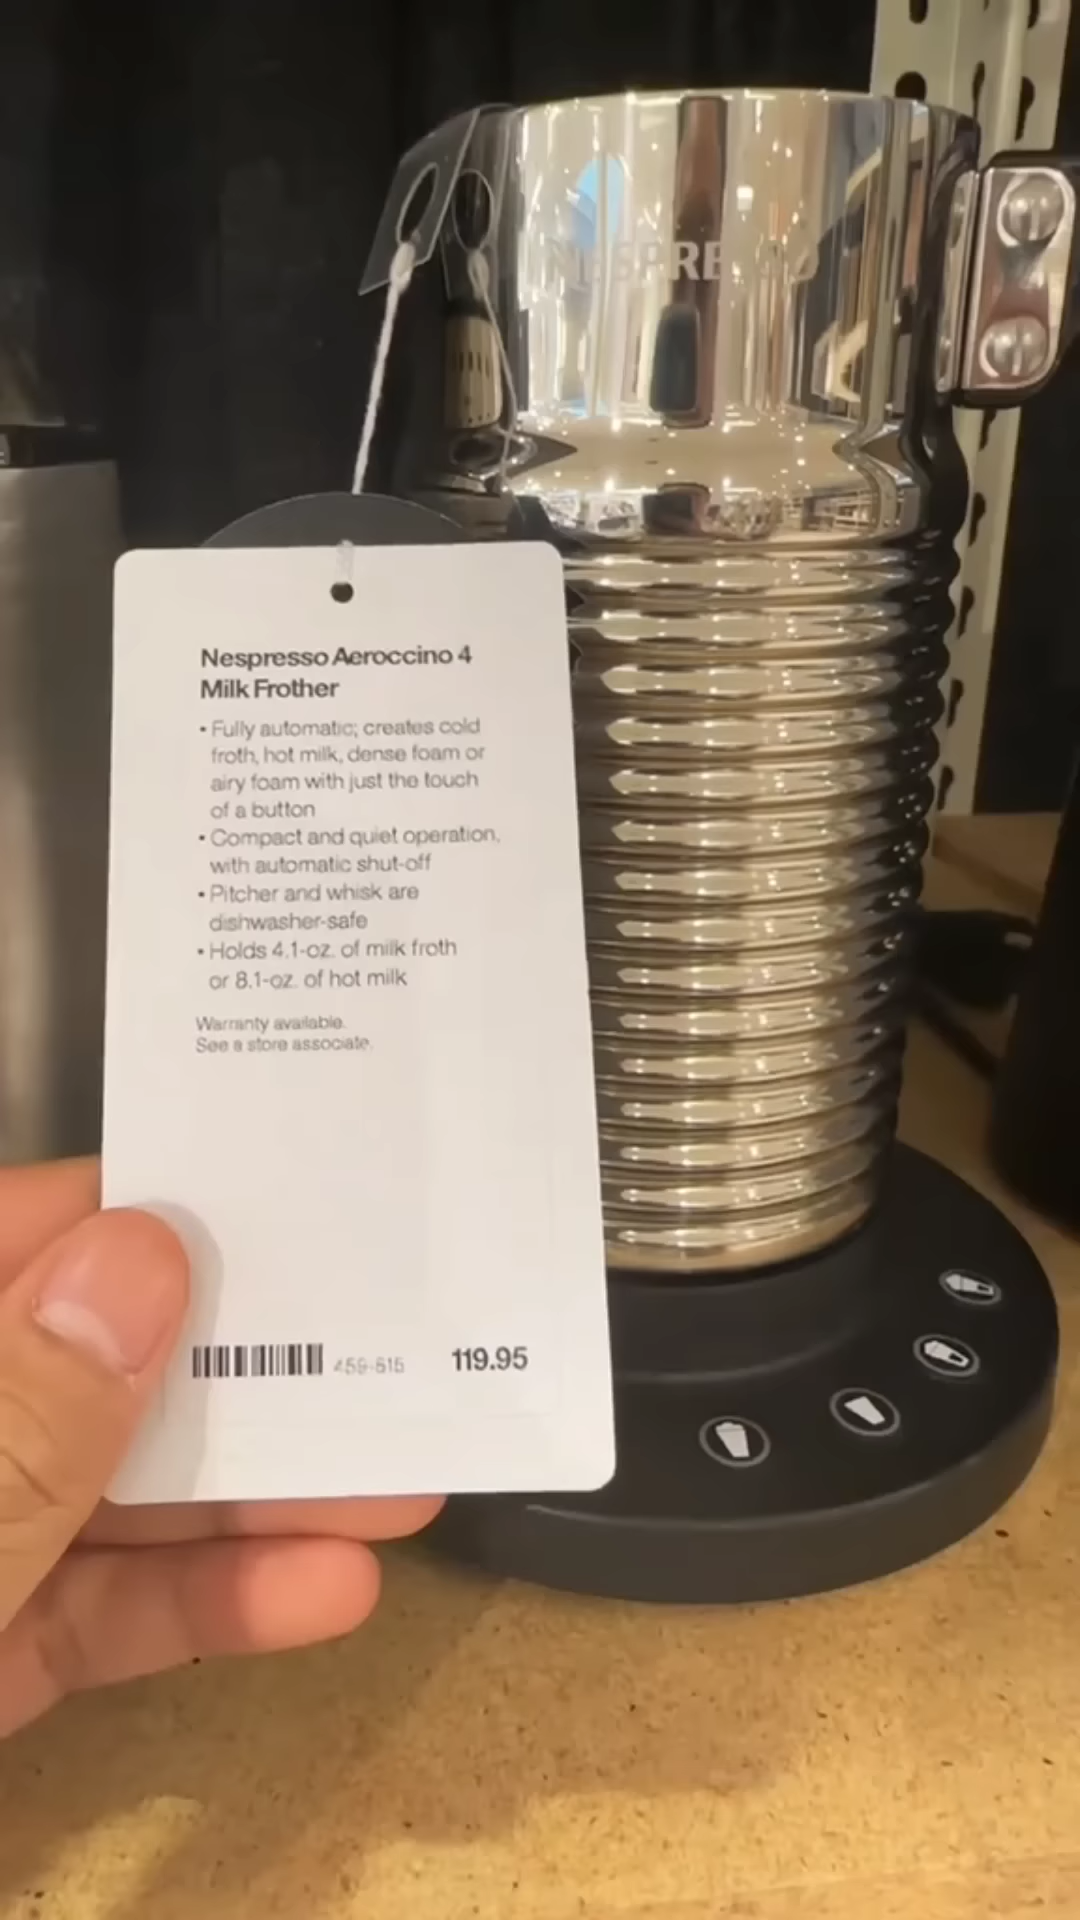 NESPRESSO
Nespresso Aeroccino 4
Milk Frother
• Fully automatic; creates cold
froth, hot milk, dense foam or
airy foam with just the touch
of a button
• Compact and quiet operation,
with automatic shut-off
• Pitcher and whisk are
dishwasher-safe
• Holds 4.1-oz. of milk froth
or 8.1-oz. of hot milk
Warranty available.
See a store associate.
459-615 119.95